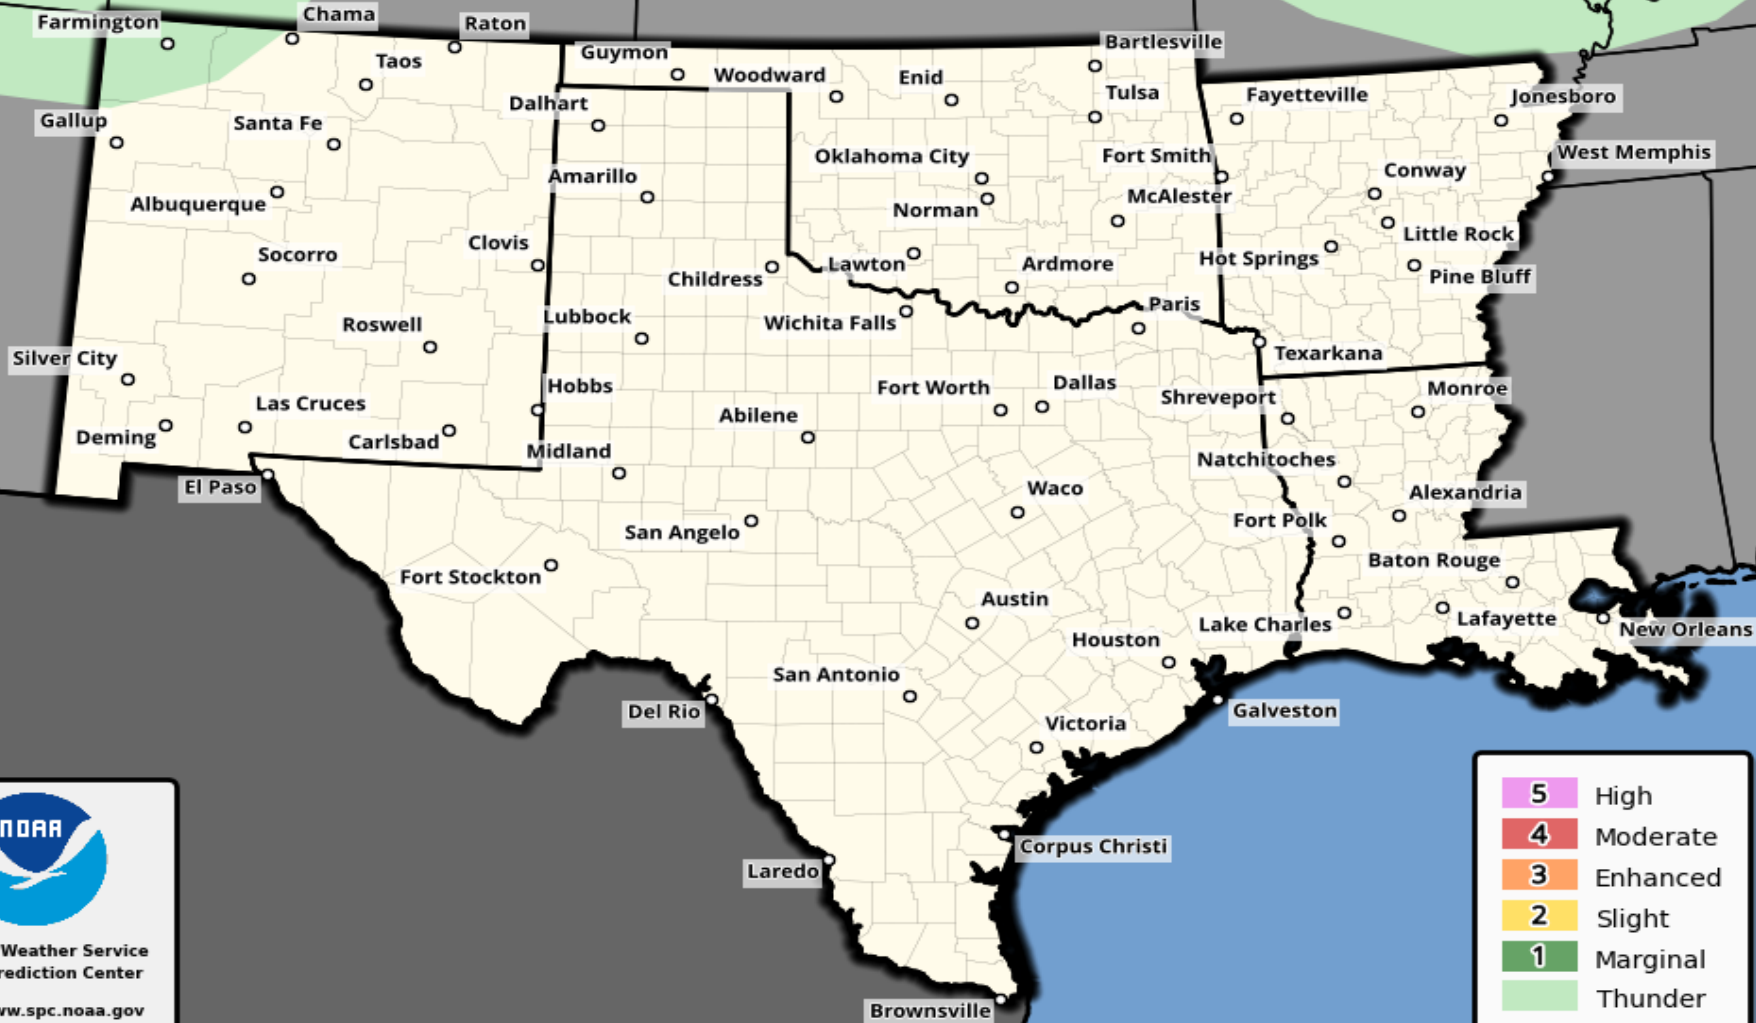 Farmington
Chama
Raton
Taos
Guymon
Woodward
Enid
Bartlesville
Dalhart
Tulsa
Fayetteville
Jonesboro
Gallup
Santa Fe
Oklahoma City
Fort Smith
West Memphis
Amarillo
Conway
Albuquerque
Norman
McAlester
Little Rock
Socorro
Clovis
Childress
Lawton
Ardmore
Hot Springs
Pine Bluff
Roswell
Lubbock
Wichita Falls
Paris
Silver City
Texarkana
Las Cruces
Hobbs
Fort Worth
Dallas
Shreveport
Monroe
Deming
Carlsbad
Abilene
Midland
Natchitoches
El Paso
Waco
Alexandria
San Angelo
Fort Polk
Fort Stockton
Baton Rouge
Austin
Lake Charles
Lafayette
New Orleans
Houston
San Antonio
Del Rio
Victoria
Galveston
Corpus Christi
Laredo
Brownsville
NOAA
Weather Service
rediction Center
ww.spc.noaa.gov
5 High
4 Moderate
3 Enhanced
2 Slight
1 Marginal
Thunder